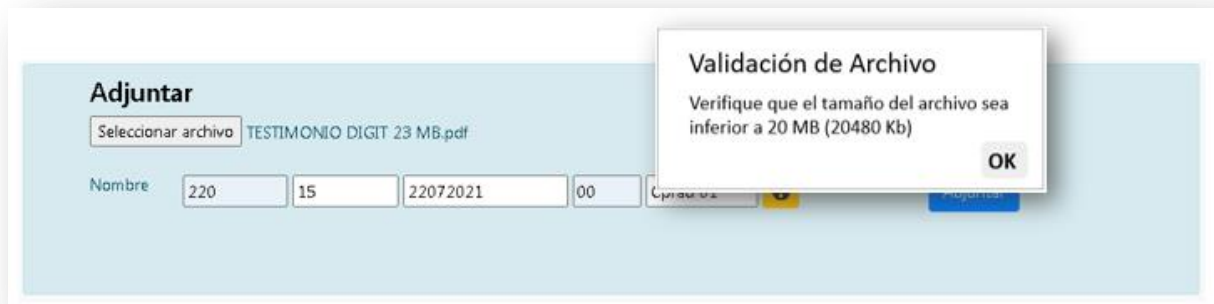 Validación de Archivo
Verifique que el tamaño del archivo sea
inferior a 20 MB (20480 Kb)
OK
Adjuntar
Seleccionar archivo TESTIMONIO DIGIT 23 MB.pdf
Nombre 220 15 22072021 00
Adjuntar